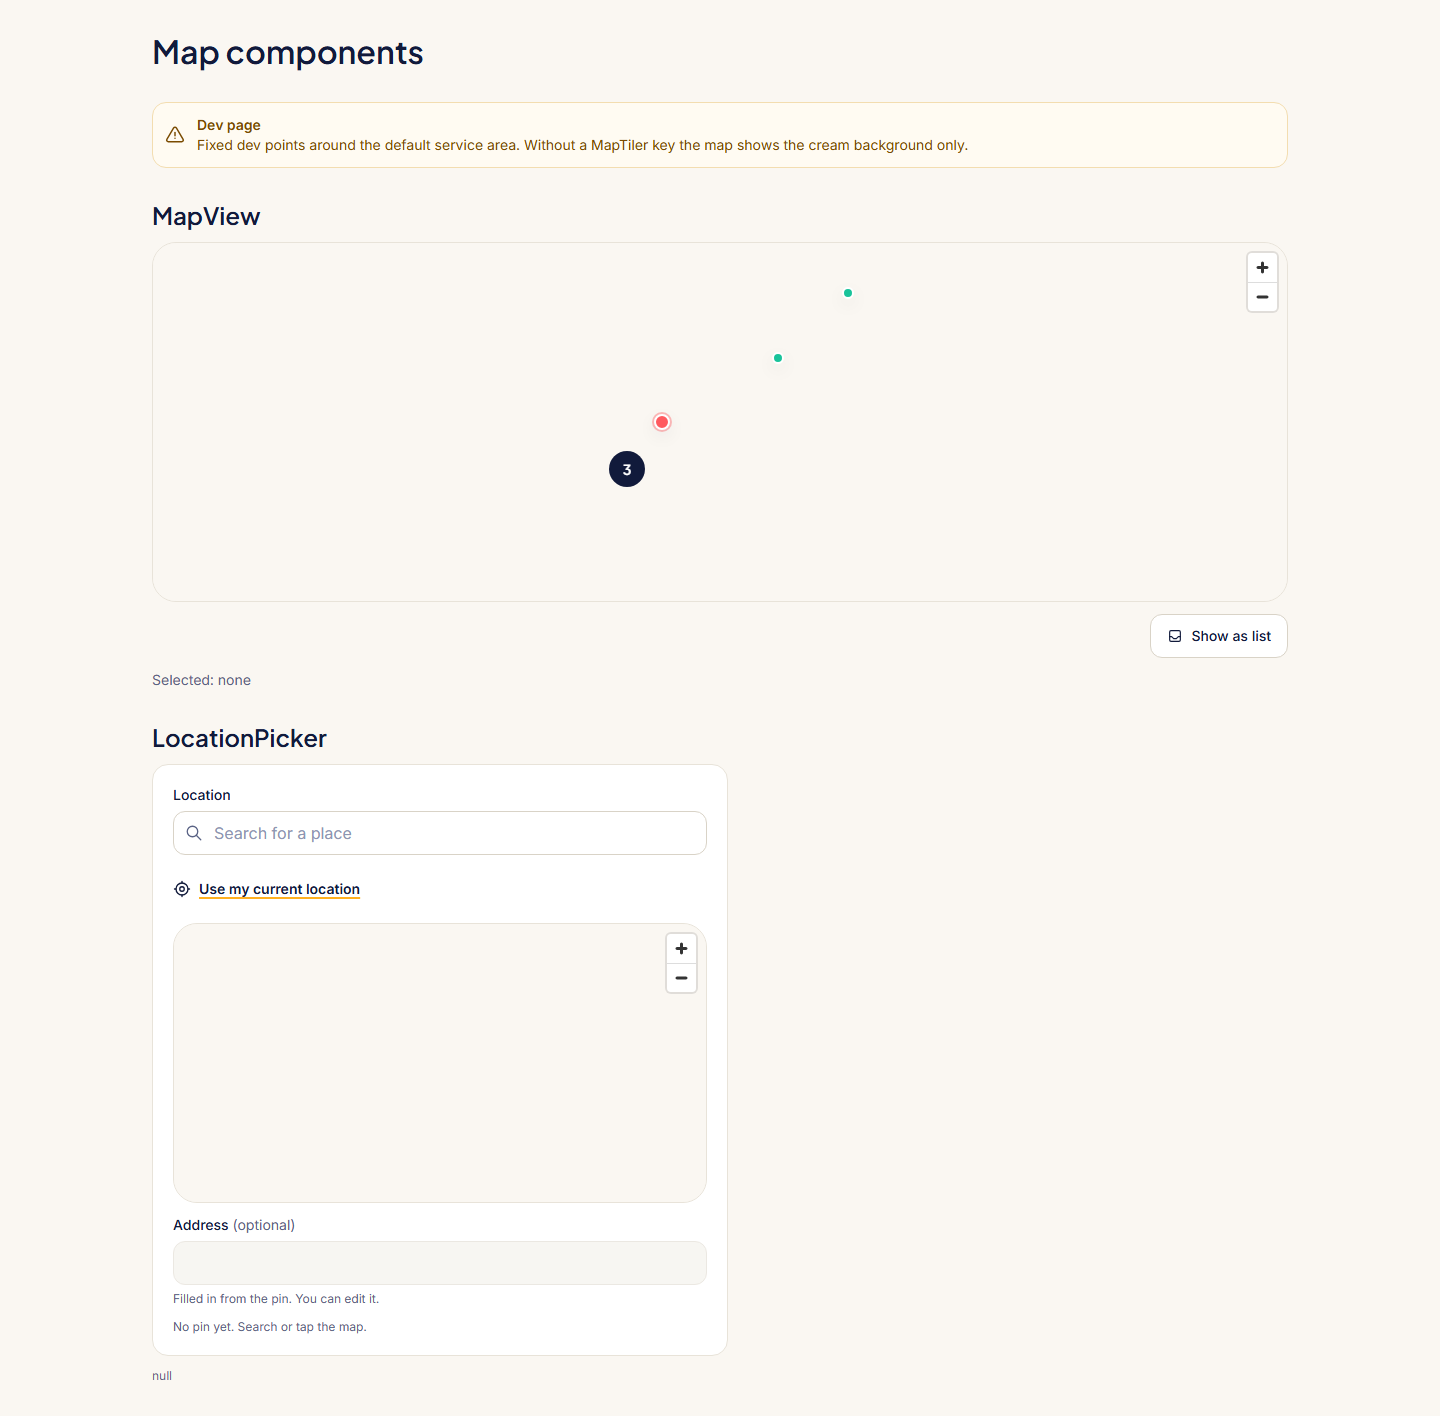 Map components
Dev page
Fixed dev points around the default service area. Without a MapTiler key the map shows the cream background only.
MapView
3
Show as list
Selected: none
LocationPicker
Location
Search for a place
Use my current location
Address (optional)
Filled in from the pin. You can edit it.
No pin yet. Search or tap the map.
null